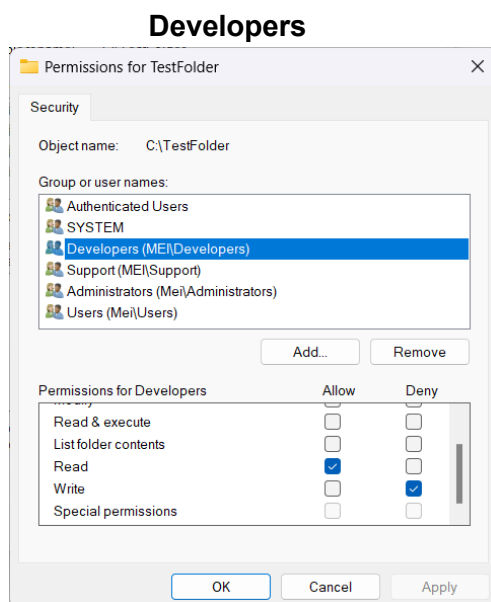 Developers
Permissions for TestFolder
Security
Object name: C:\TestFolder
Group or user names:
Authenticated Users
SYSTEM
Developers (MEI\Developers)
Support (MEI\Support)
Administrators (Mei\Administrators)
Users (Mei\Users)
Add... Remove
Permissions for Developers Allow Deny
Read & execute
List folder contents
Read
Write
Special permissions
OK Cancel Apply